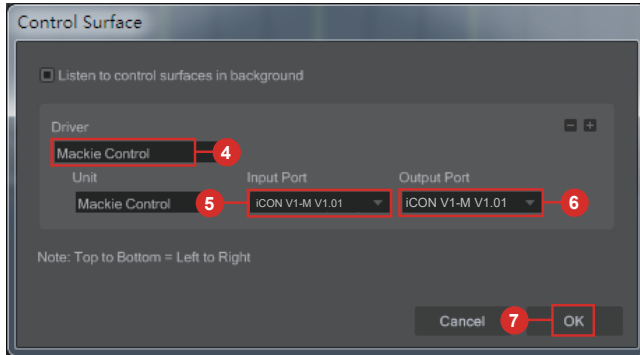 Control Surface
Listen to control surfaces in background
Driver
Mackie Control 4
Unit Input Port Output Port
Mackie Control 5 iCON V1-M V1.01 iCON V1-M V1.01 6
Note: Top to Bottom = Left to Right
Cancel 7 OK